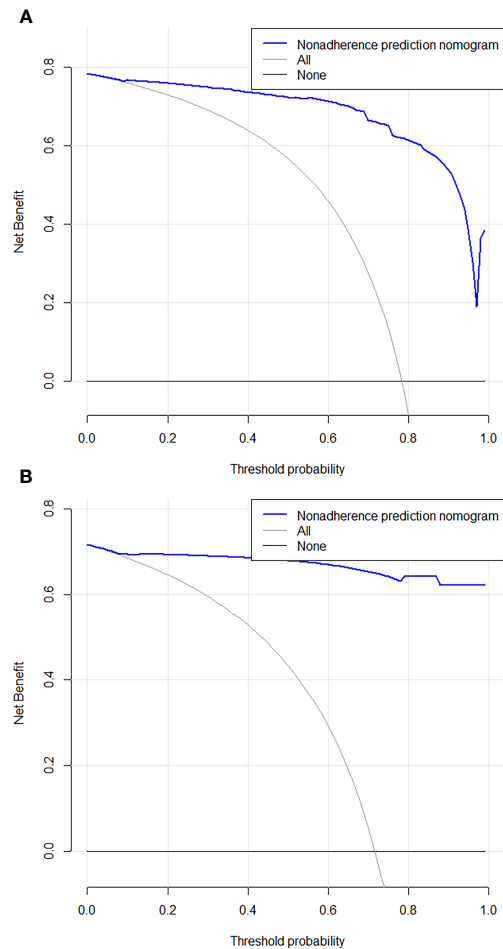 A
Nonadherence prediction nomogram
All
None
Net Benefit
0.8
0.6
0.4
0.2
0.0
0.0 0.2 0.4 0.6 0.8 1.0
Threshold probability
B
Nonadherence prediction nomogram
All
None
Net Benefit
0.8
0.6
0.4
0.2
0.0
0.0 0.2 0.4 0.6 0.8 1.0
Threshold probability